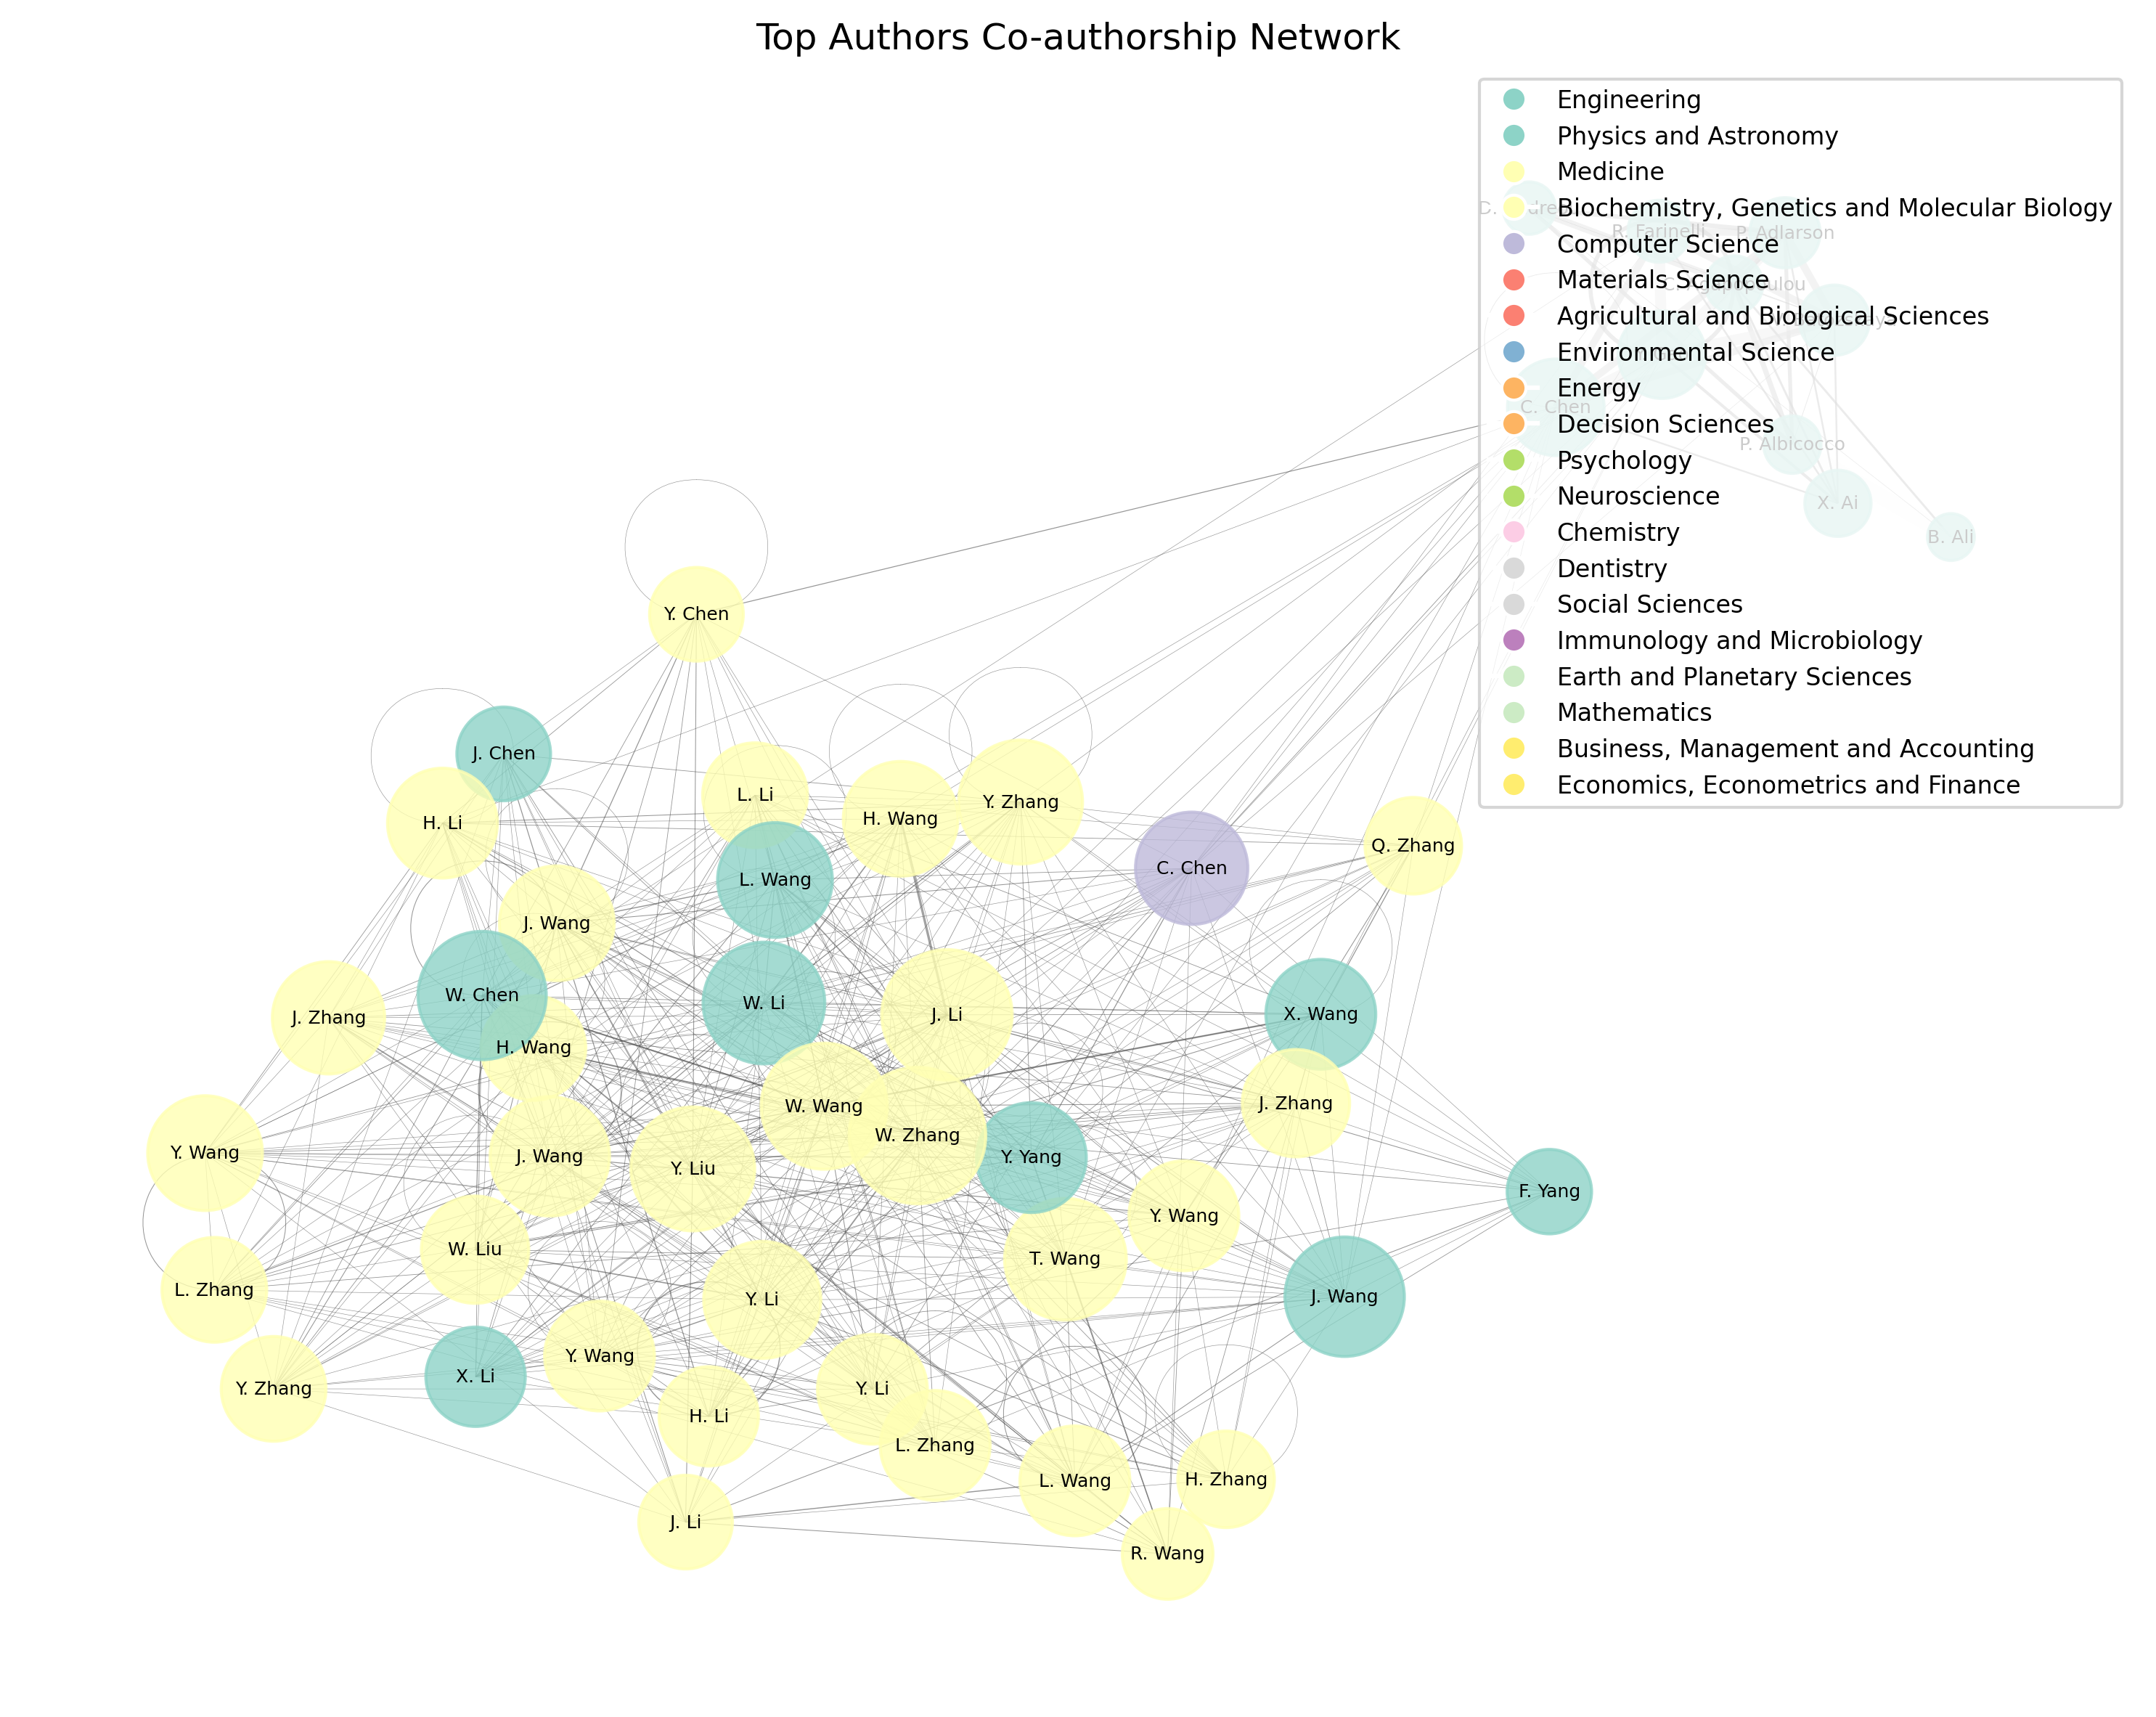 Top Authors Co-authorship Network
Engineering
Physics and Astronomy
Medicine
Biochemistry, Genetics and Molecular Biology
Computer Science
Materials Science
Agricultural and Biological Sciences
Environmental Science
Energy
Decision Sciences
Psychology
Neuroscience
Chemistry
Dentistry
Social Sciences
Immunology and Microbiology
Earth and Planetary Sciences
Mathematics
Business, Management and Accounting
Economics, Econometrics and Finance
R. Farinelli
P. Adlarson
C. Chen
P. Albicocco
X. Ai
B. Ali
Y. Chen
J. Chen
L. Li
Y. Zhang
H. Li
H. Wang
Q. Zhang
C. Chen
L. Wang
J. Wang
W. Chen
W. Li
X. Wang
J. Li
J. Zhang
H. Wang
J. Zhang
W. Wang
W. Zhang
Y. Wang
J. Wang
Y. Yang
Y. Liu
F. Yang
Y. Wang
W. Liu
T. Wang
L. Zhang
J. Wang
Y. Li
Y. Wang
X. Li
Y. Zhang
Y. Li
H. Li
L. Zhang
L. Wang
H. Zhang
J. Li
R. Wang